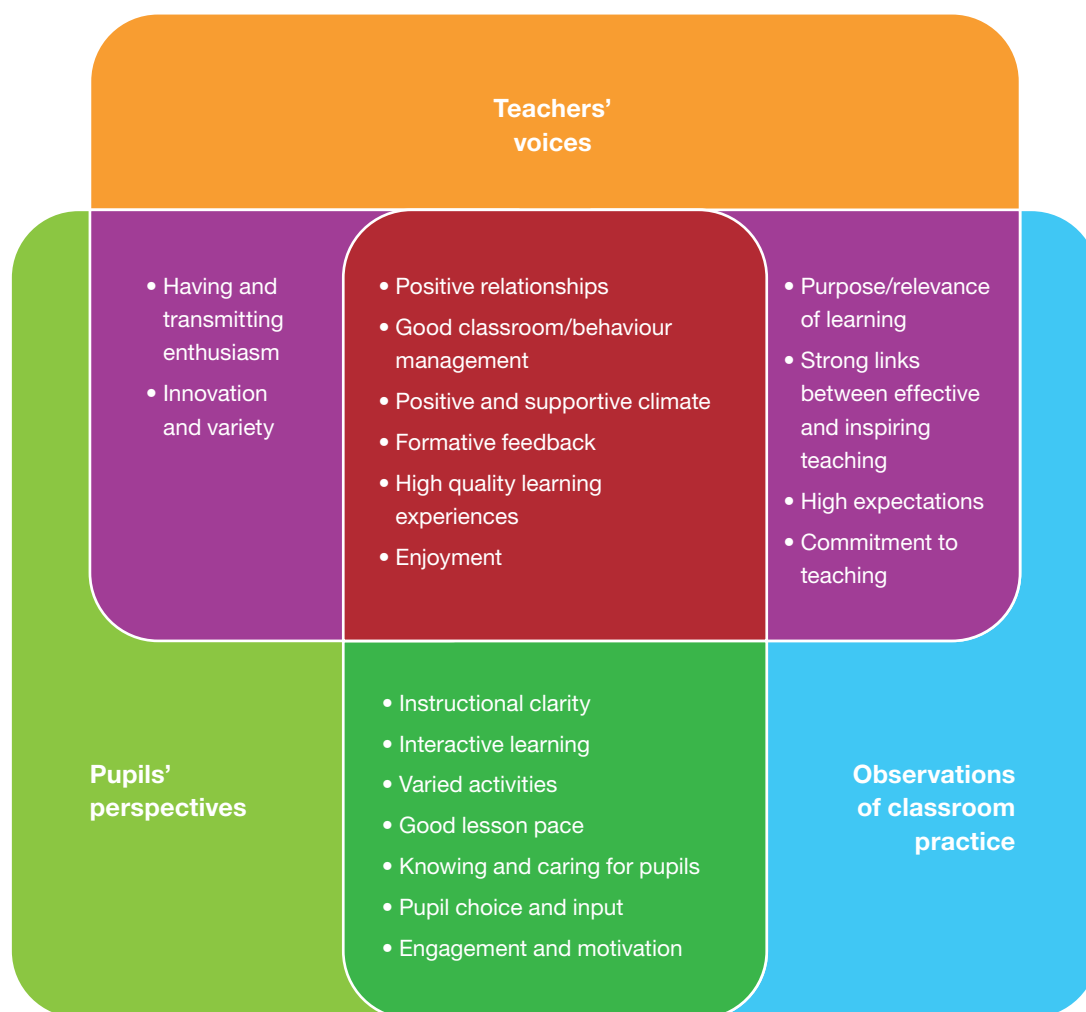 Teachers’
voices
• Having and
transmitting
enthusiasm
• Innovation
and variety
• Positive relationships
• Good classroom/behaviour
management
• Positive and supportive climate
• Formative feedback
• High quality learning
experiences
• Enjoyment
• Purpose/relevance
of learning
• Strong links
between effective
and inspiring
teaching
• High expectations
• Commitment to
teaching
Pupils’
perspectives
• Instructional clarity
• Interactive learning
• Varied activities
• Good lesson pace
• Knowing and caring for pupils
• Pupil choice and input
• Engagement and motivation
Observations
of classroom
practice